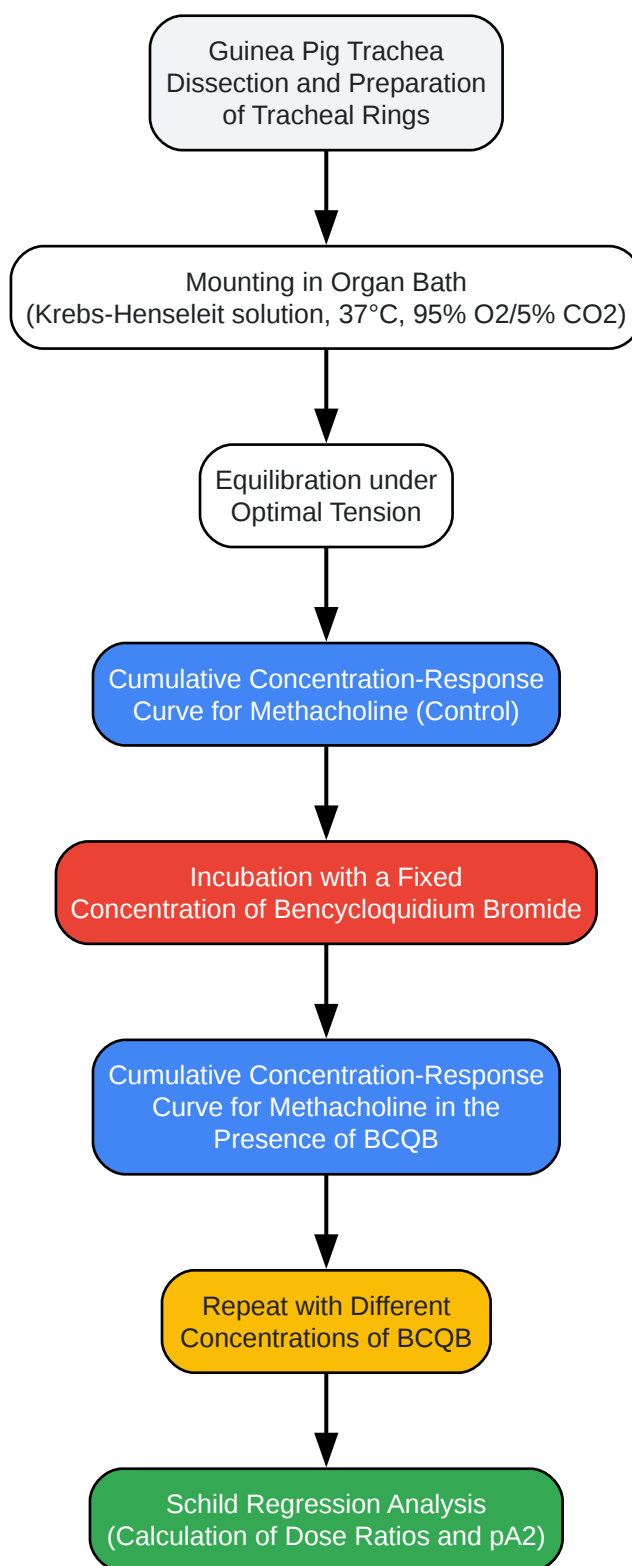 Guinea Pig Trachea
Dissection and Preparation
of Tracheal Rings
Mounting in Organ Bath
(Krebs-Henseleit solution, 37°C, 95% O2/5% CO2)
Equilibration under
Optimal Tension
Cumulative Concentration-Response
Curve for Methacholine (Control)
Incubation with a Fixed
Concentration of Bencycloquidium Bromide
Cumulative Concentration-Response
Curve for Methacholine in the
Presence of BCQB
Repeat with Different
Concentrations of BCQB
Schild Regression Analysis
(Calculation of Dose Ratios and pA2)